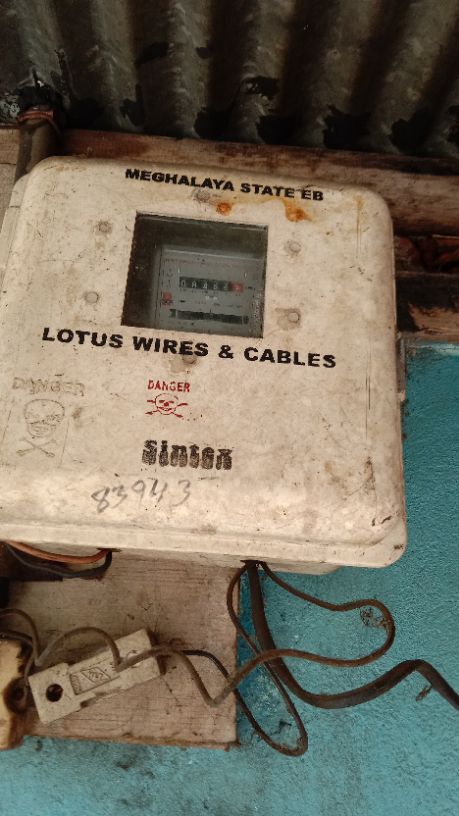 MEGHALAYA STATE EB
LOTUS WIRES & CABLES
DANGER
DANGER
Sintex
83943